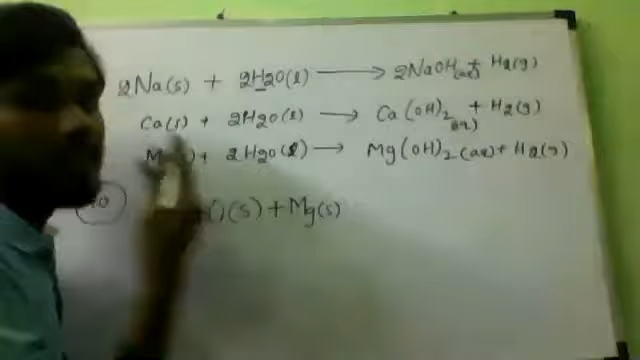 2Na(s) + 2H2O(l) ⟶ 2NaOH(aq) + H2(g)
Ca(s) + 2H2O(l) ⟶ Ca(OH)2(aq) + H2(g)
+ 2H2O(l) ⟶ Mg(OH)2(aq) + H2(g)
(s) + Mg(s)